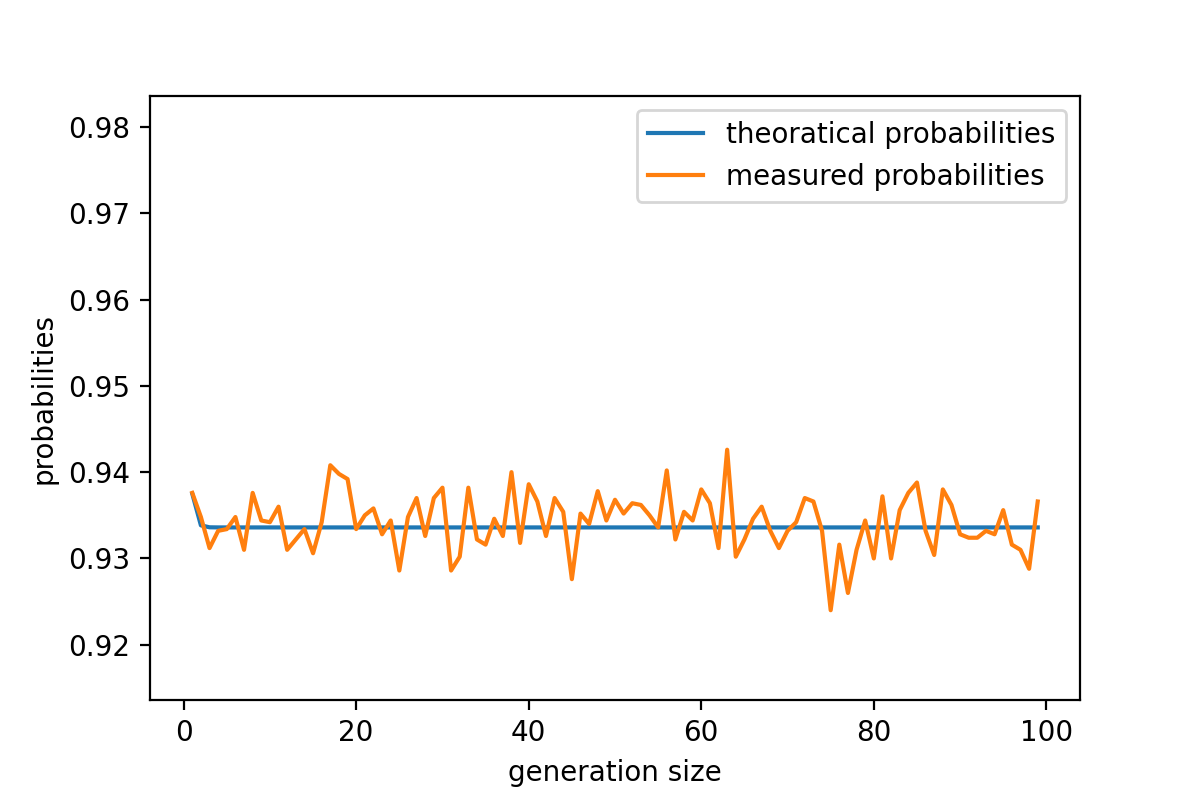 theoratical probabilities
measured probabilities
0.98
0.97
0.96
0.95
0.94
0.93
0.92
probabilities
0 20 40 60 80 100
generation size